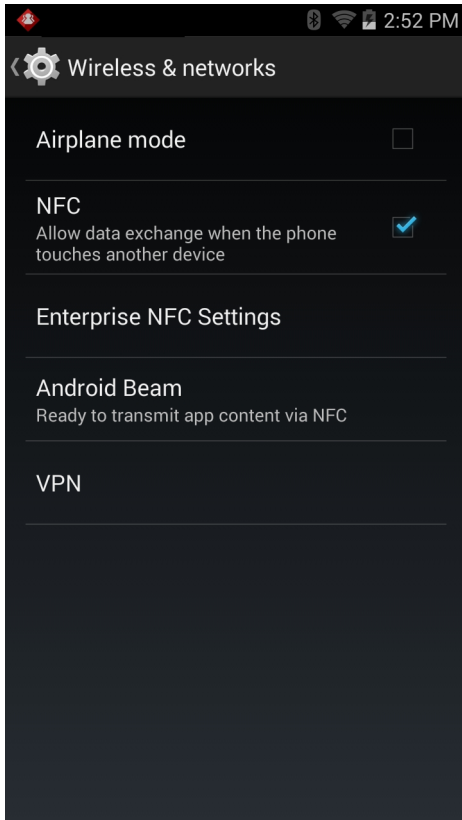 2:52 PM
Wireless & networks
Airplane mode
NFC
Allow data exchange when the phone
touches another device
Enterprise NFC Settings
Android Beam
Ready to transmit app content via NFC
VPN